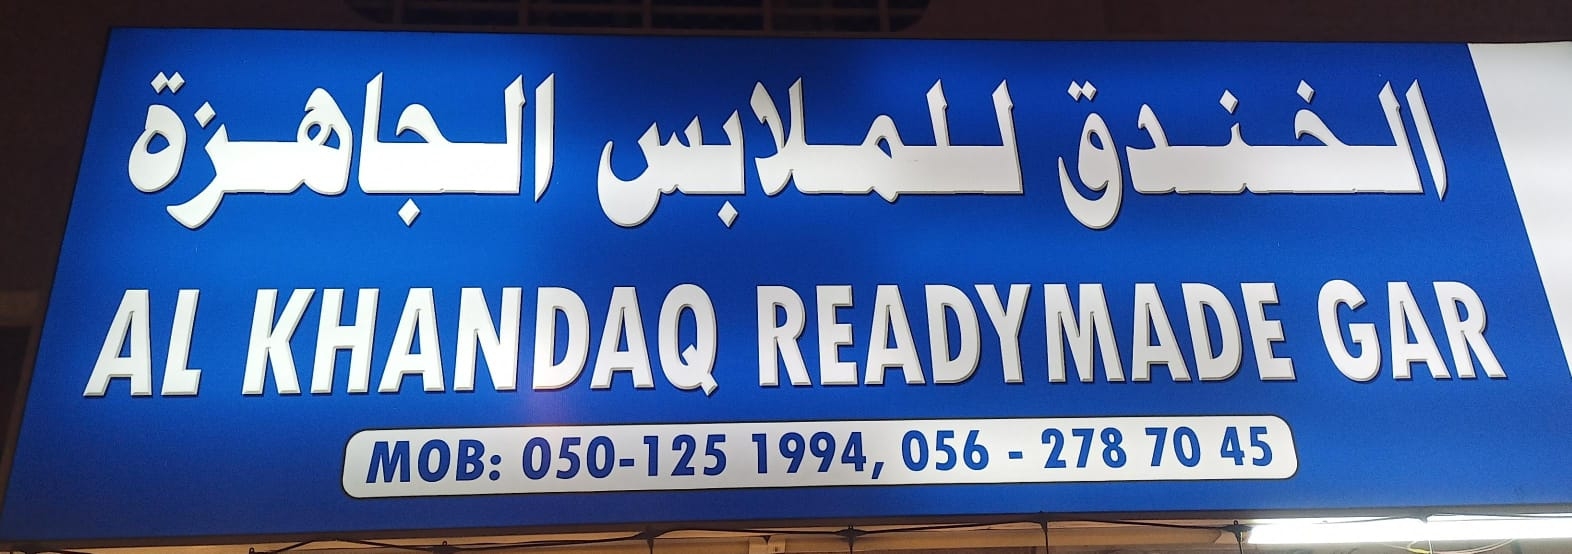 الخندق للملابس الجاهزة
AL KHANDAQ READYMADE GAR
MOB: 050-125 1994, 056 - 278 70 45